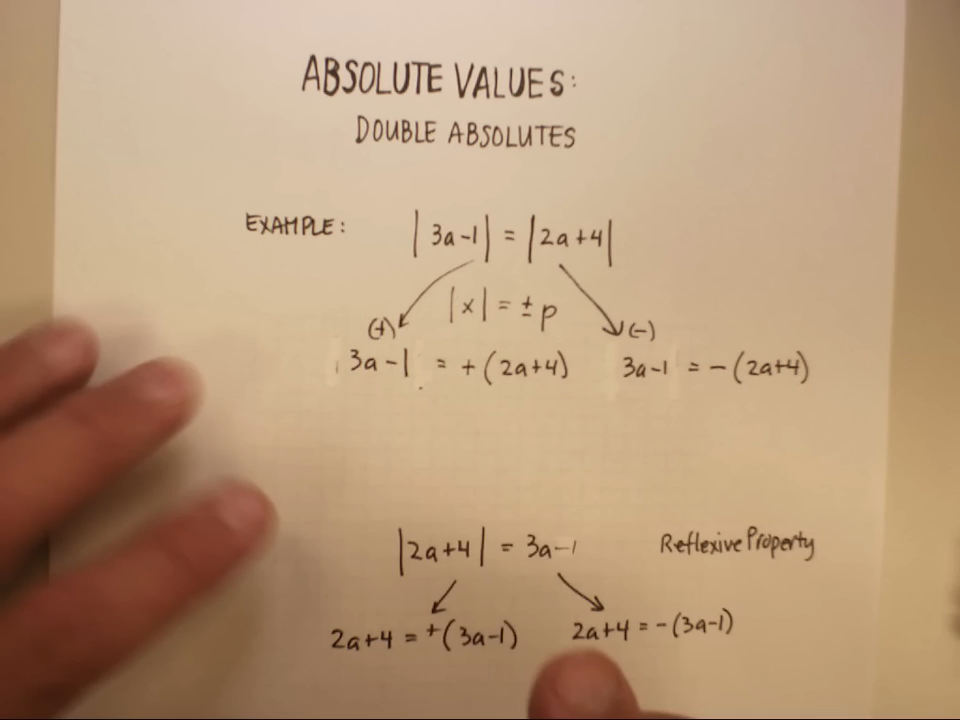 ABSOLUTE VALUES:
DOUBLE ABSOLUTES
EXAMPLE: |3a-1| = |2a+4|
|x| = ±p
(+) (-)
3a-1 = +(2a+4) 3a-1 = -(2a+4)
|2a+4| = 3a-1 Reflexive Property
2a+4 = +(3a-1) 2a+4 = -(3a-1)